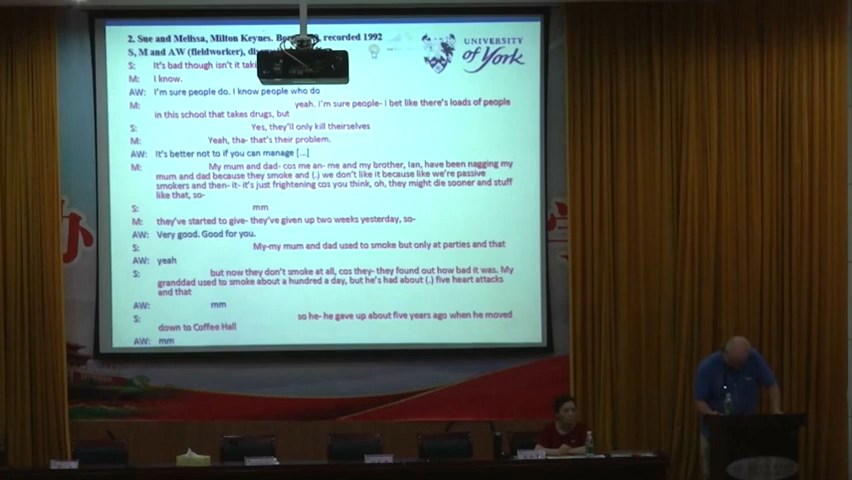 2. Sue and Melissa, Milton Keynes. recorded 1992
S, M and AW (fieldworker),
UNIVERSITY
of York
S: It's bad though isn't it
M: I know.
AW: I'm sure people do. I know people who do
M: yeah. I'm sure people- I bet like there's loads of people
in this school that takes drugs, but
S: Yes, they'll only kill theirselves
M: Yeah, tha- that's their problem.
AW: It's better not to if you can manage [...]
M: My mum and dad- cos me an- me and my brother, Ian, have been nagging my
mum and dad because they smoke and (.) we don't like it because like we're passive
smokers and then- it- it's just frightening cos you think, oh, they might die sooner and stuff
like that, so-
S: mm
M: they've started to give- they've given up two weeks yesterday, so-
AW: Very good. Good for you.
S: My-my mum and dad used to smoke but only at parties and that
AW: yeah
S: but now they don't smoke at all, cos they- they found out how bad it was. My
granddad used to smoke about a hundred a day, but he's had about (.) five heart attacks
and that
AW: mm
S: so he- he gave up about five years ago when he moved
down to Coffee Hall
AW: mm